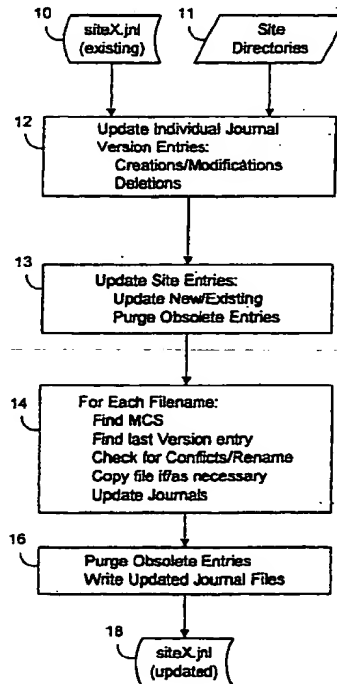 10
siteX.jnl
(existing)
11
Site
Directories
12
Update Individual Journal
Version Entries:
Creations/Modifications
Deletions
13
Update Site Entries:
Update New/Existing
Purge Obsolete Entries
14
For Each Filename:
Find MCS
Find last Version entry
Check for Conflicts/Rename
Copy file if/as necessary
Update Journals
16
Purge Obsolete Entries
Write Updated Journal Files
18
siteX.jnl
(updated)